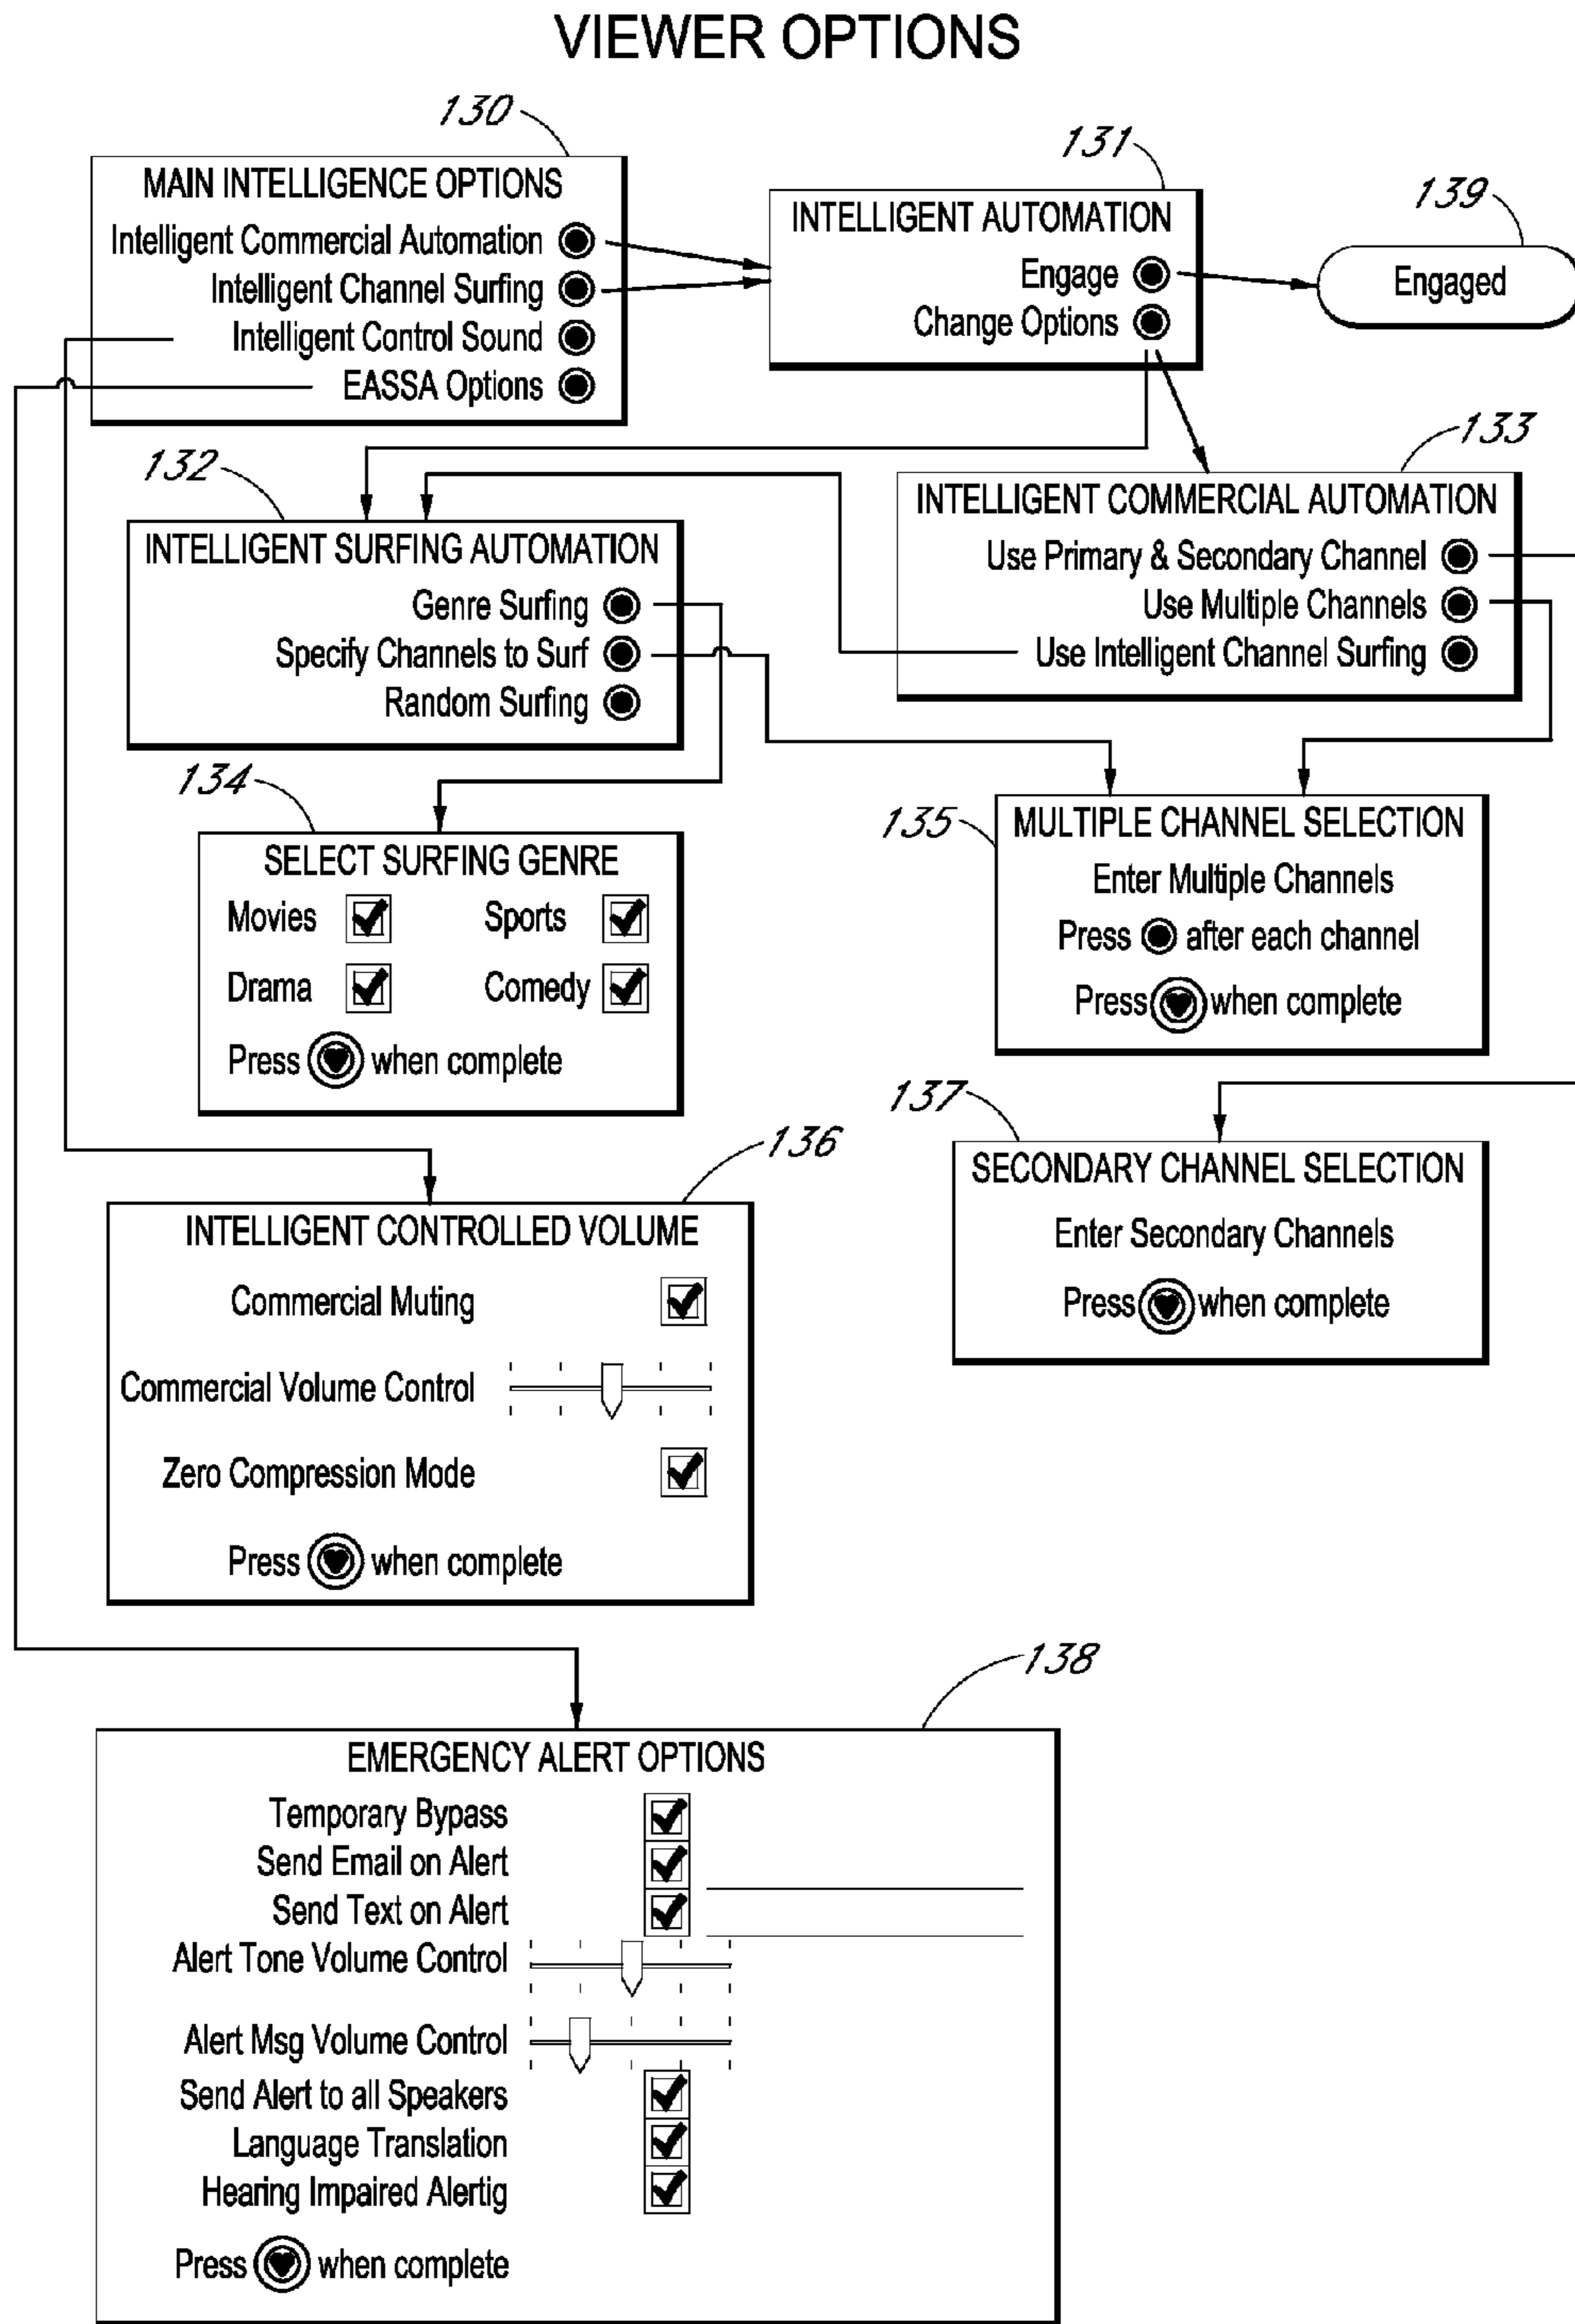 VIEWER OPTIONS
130
MAIN INTELLIGENCE OPTIONS
Intelligent Commercial Automation
Intelligent Channel Surfing
Intelligent Control Sound
EASSA Options
131
INTELLIGENT AUTOMATION
Engage
Change Options
139
Engaged
132
INTELLIGENT SURFING AUTOMATION
Genre Surfing
Specify Channels to Surf
Random Surfing
133
INTELLIGENT COMMERCIAL AUTOMATION
Use Primary & Secondary Channel
Use Multiple Channels
Use Intelligent Channel Surfing
134
SELECT SURFING GENRE
Movies Sports
Drama Comedy
Press when complete
135
MULTIPLE CHANNEL SELECTION
Enter Multiple Channels
Press after each channel
Press when complete
137
SECONDARY CHANNEL SELECTION
Enter Secondary Channels
Press when complete
136
INTELLIGENT CONTROLLED VOLUME
Commercial Muting
Commercial Volume Control
Zero Compression Mode
Press when complete
138
EMERGENCY ALERT OPTIONS
Temporary Bypass
Send Email on Alert
Send Text on Alert
Alert Tone Volume Control
Alert Msg Volume Control
Send Alert to all Speakers
Language Translation
Hearing Impaired Alertig
Press when complete